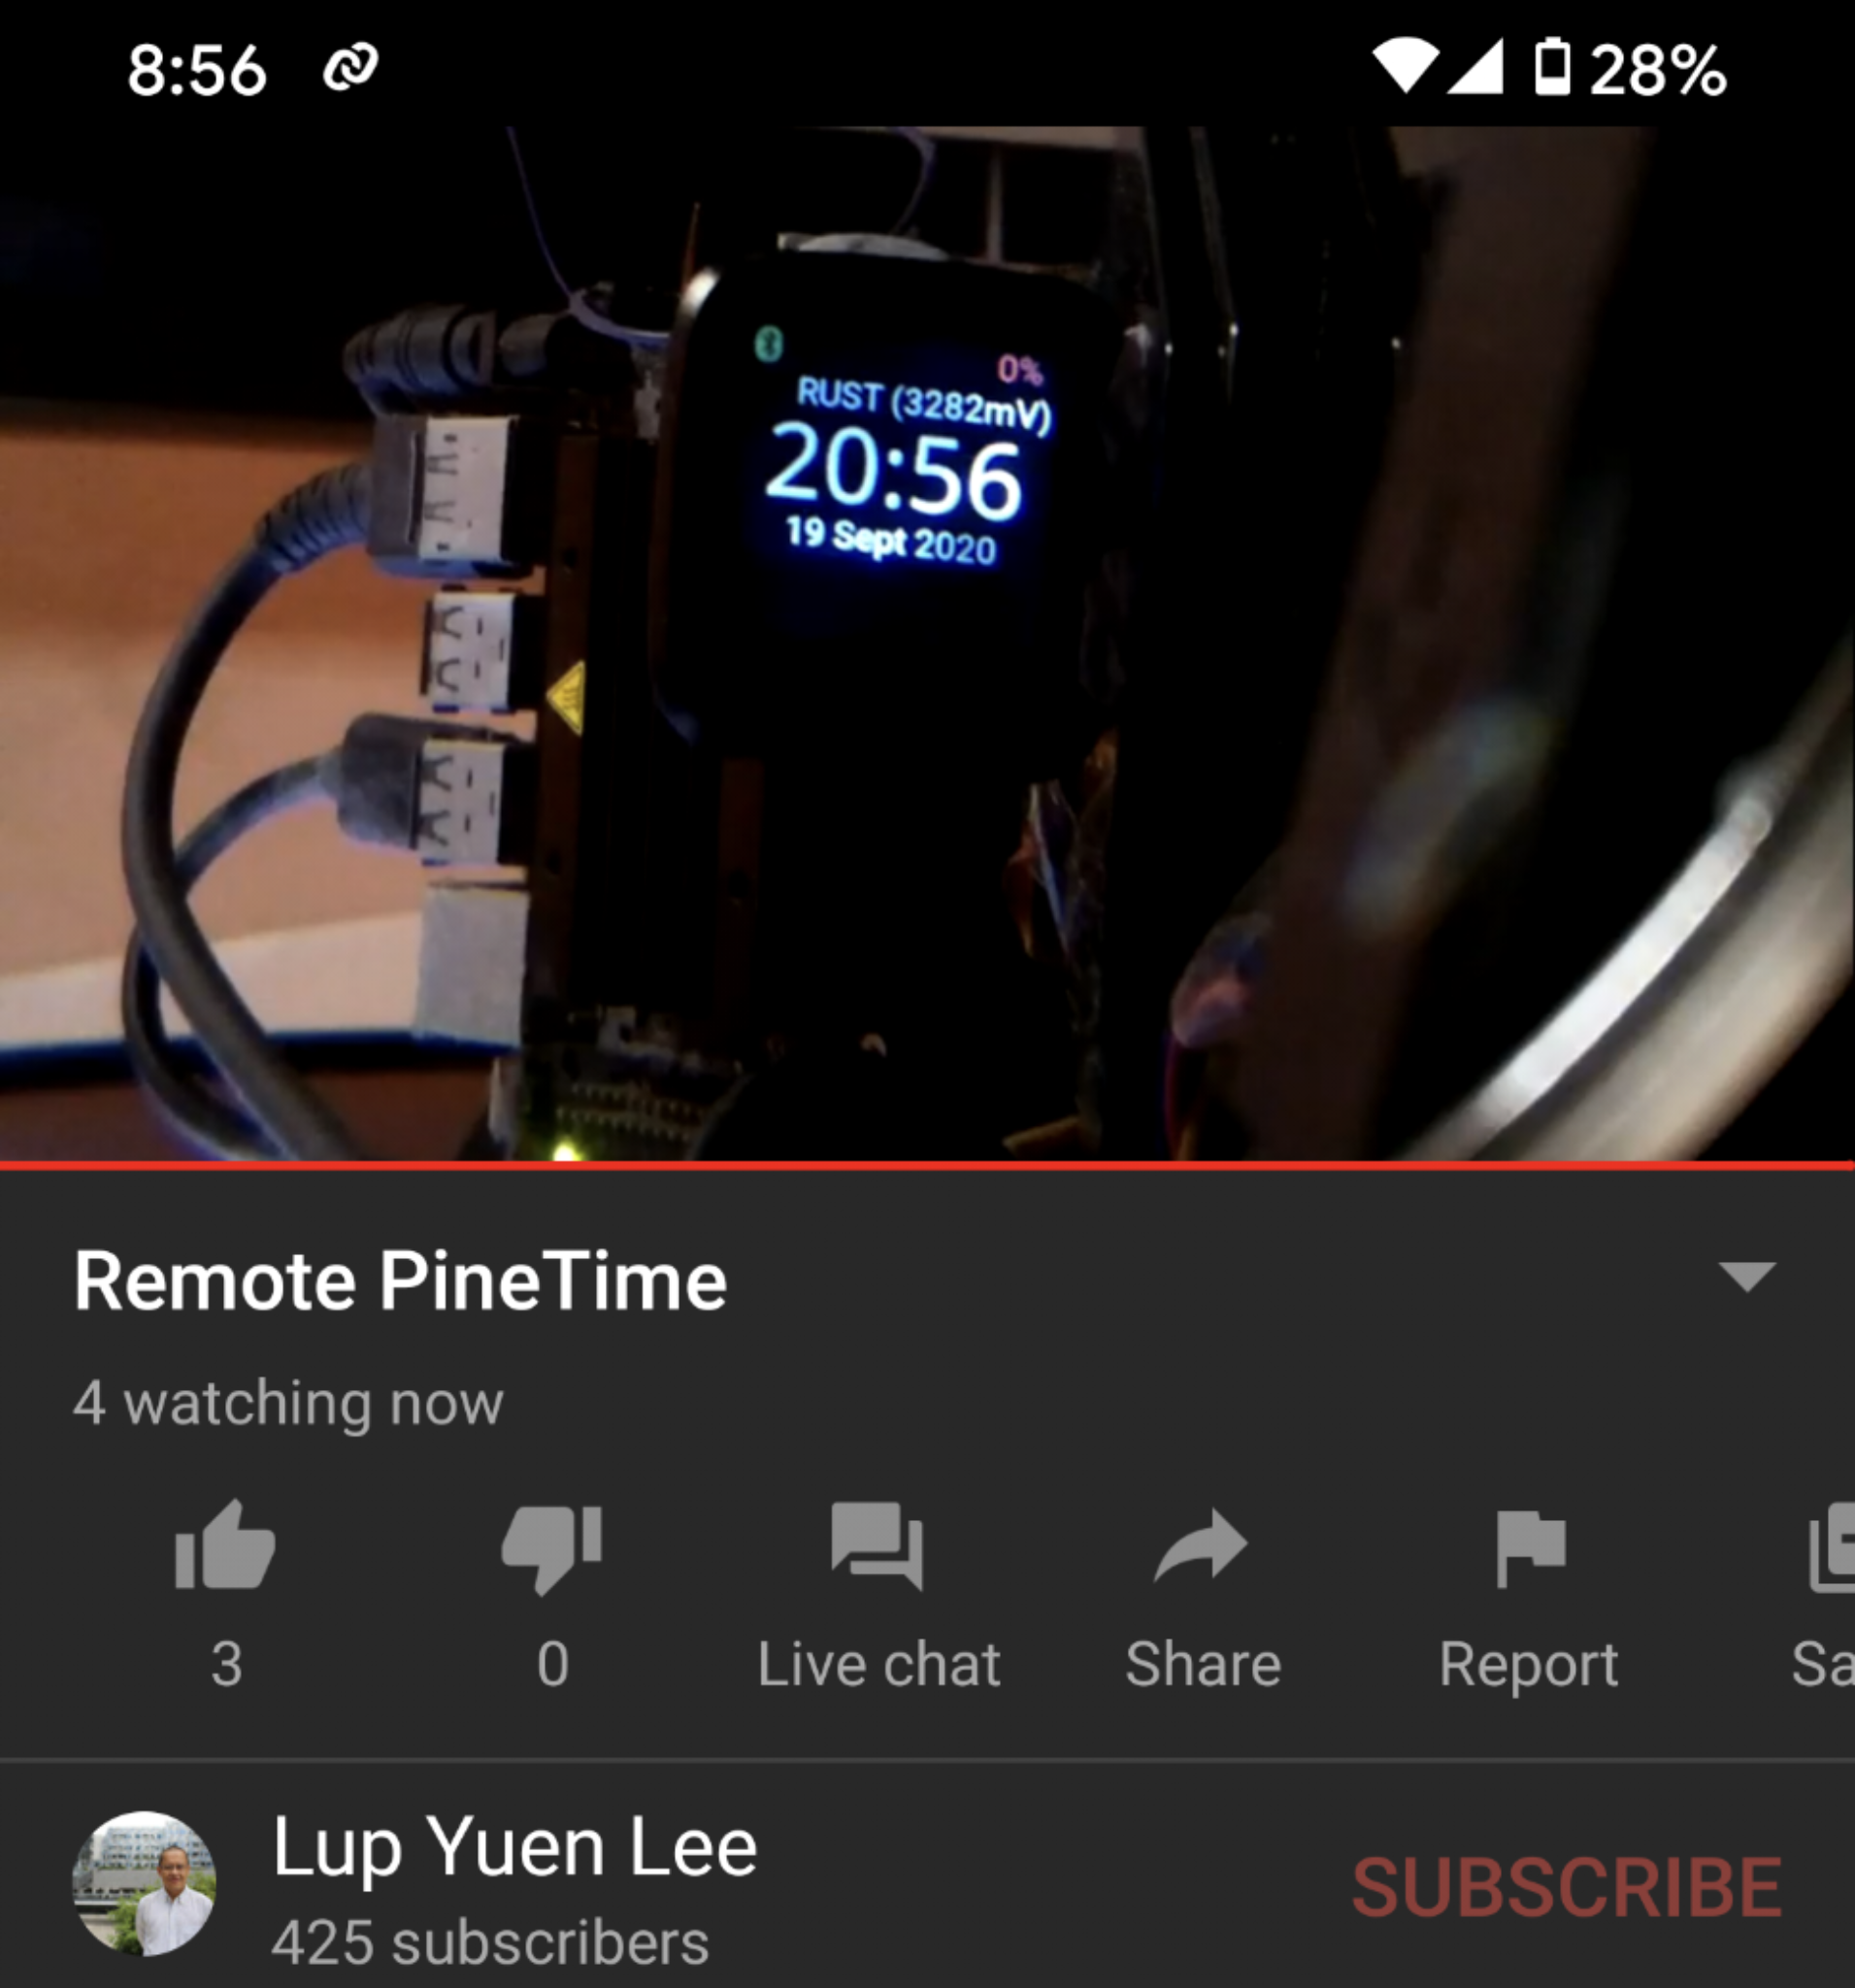 8:56 28%
0%
RUST (3282mV)
20:56
19 Sept 2020
Remote PineTime
4 watching now
3 0 Live chat Share Report Sa
Lup Yuen Lee
425 subscribers
SUBSCRIBE